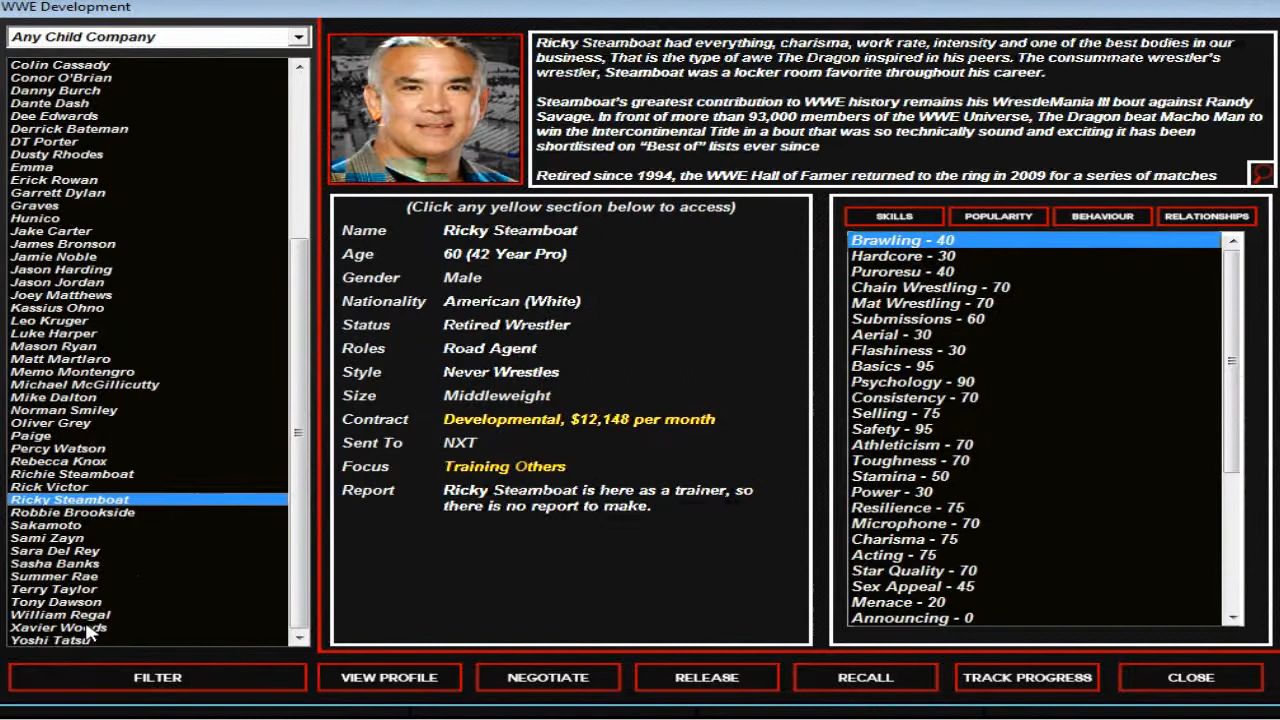 WWE Development
Any Child Company
Colin Cassady
Conor O'Brian
Danny Burch
Dante Dash
Dee Edwards
Derrick Bateman
DT Porter
Dusty Rhodes
Emma
Erick Rowan
Garrett Dylan
Graves
Hunico
Jake Carter
James Bronson
Jamie Noble
Jason Harding
Jason Jordan
Joey Matthews
Kassius Ohno
Leo Kruger
Luke Harper
Mason Ryan
Matt Martlaro
Memo Montengro
Michael McGillicutty
Mike Dalton
Norman Smiley
Oliver Grey
Paige
Percy Watson
Rebecca Knox
Richie Steamboat
Rick Victor
Ricky Steamboat
Robbie Brookside
Sakamoto
Sami Zayn
Sara Del Rey
Sasha Banks
Summer Rae
Terry Taylor
Tony Dawson
William Regal
Xavier Woods
Yoshi Tatsu
Ricky Steamboat had everything, charisma, work rate, intensity and one of the best bodies in our
business, That is the type of awe The Dragon inspired in his peers. The consummate wrestler's
wrestler, Steamboat was a locker room favorite throughout his career.
Steamboat's greatest contribution to WWE history remains his WrestleMania III bout against Randy
Savage. In front of more than 93,000 members of the WWE Universe, The Dragon beat Macho Man to
win the Intercontinental Title in a bout that was so technically sound and exciting it has been
shortlisted on "Best of" lists ever since
Retired since 1994, the WWE Hall of Famer returned to the ring in 2009 for a series of matches
(Click any yellow section below to access)
Name Ricky Steamboat
Age 60 (42 Year Pro)
Gender Male
Nationality American (White)
Status Retired Wrestler
Roles Road Agent
Style Never Wrestles
Size Middleweight
Contract Developmental, $12,148 per month
Sent To NXT
Focus Training Others
Report Ricky Steamboat is here as a trainer, so
there is no report to make.
SKILLS POPULARITY BEHAVIOUR RELATIONSHIPS
Brawling - 40
Hardcore - 30
Puroresu - 40
Chain Wrestling - 70
Mat Wrestling - 70
Submissions - 60
Aerial - 30
Flashiness - 30
Basics - 95
Psychology - 90
Consistency - 70
Selling - 75
Safety - 95
Athleticism - 70
Toughness - 70
Stamina - 50
Power - 30
Resilience - 75
Microphone - 70
Charisma - 75
Acting - 75
Star Quality - 70
Sex Appeal - 45
Menace - 20
Announcing - 0
FILTER VIEW PROFILE NEGOTIATE RELEASE RECALL TRACK PROGRESS CLOSE